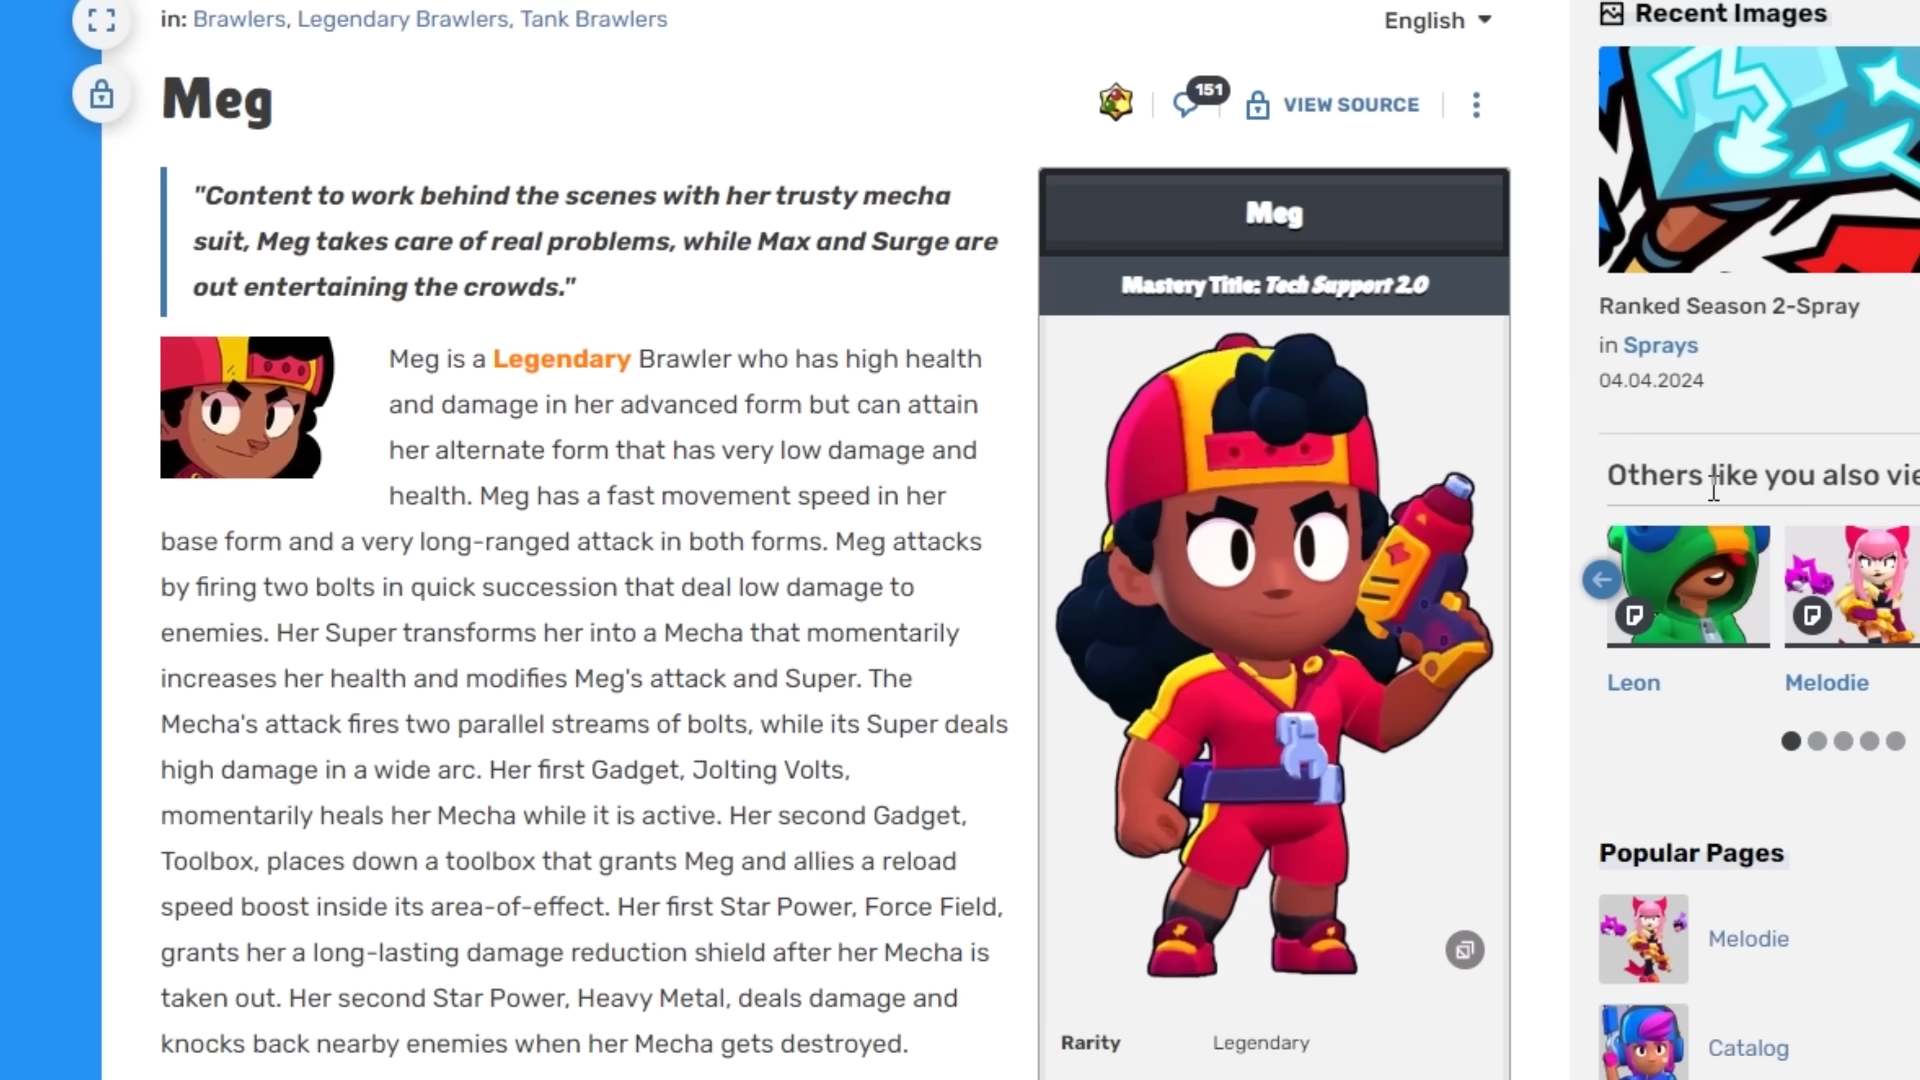 in: Brawlers, Legendary Brawlers, Tank Brawlers
English
Meg
151
VIEW SOURCE
"Content to work behind the scenes with her trusty mecha
suit, Meg takes care of real problems, while Max and Surge are
out entertaining the crowds."
Meg is a Legendary Brawler who has high health
and damage in her advanced form but can attain
her alternate form that has very low damage and
health. Meg has a fast movement speed in her
base form and a very long-ranged attack in both forms. Meg attacks
by firing two bolts in quick succession that deal low damage to
enemies. Her Super transforms her into a Mecha that momentarily
increases her health and modifies Meg's attack and Super. The
Mecha's attack fires two parallel streams of bolts, while its Super deals
high damage in a wide arc. Her first Gadget, Jolting Volts,
momentarily heals her Mecha while it is active. Her second Gadget,
Toolbox, places down a toolbox that grants Meg and allies a reload
speed boost inside its area-of-effect. Her first Star Power, Force Field,
grants her a long-lasting damage reduction shield after her Mecha is
taken out. Her second Star Power, Heavy Metal, deals damage and
knocks back nearby enemies when her Mecha gets destroyed.
Meg
Mastery Title: Tech Support 2.0
Rarity Legendary
Recent Images
Ranked Season 2-Spray
in Sprays
04.04.2024
Others like you also vie
Leon
Melodie
Popular Pages
Melodie
Catalog